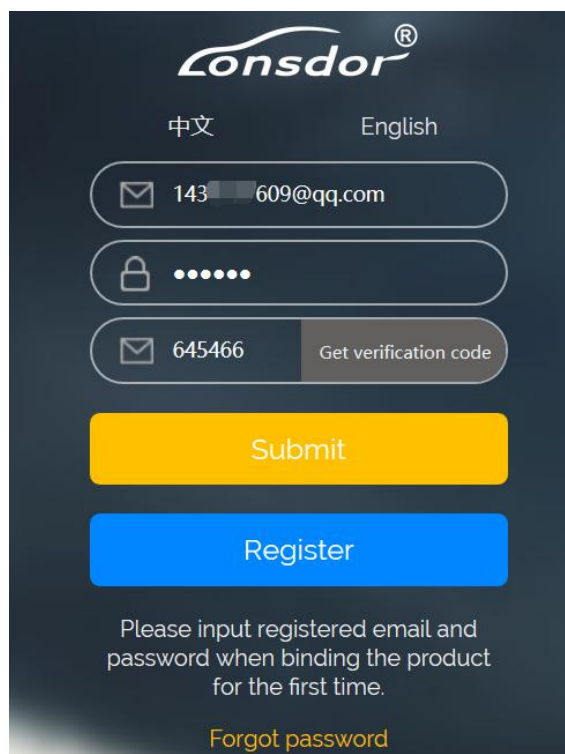 Lonsdor®
中文 English
143 609@qq.com
••••••
645466 Get verification code
Submit
Register
Please input registered email and
password when binding the product
for the first time.
Forgot password